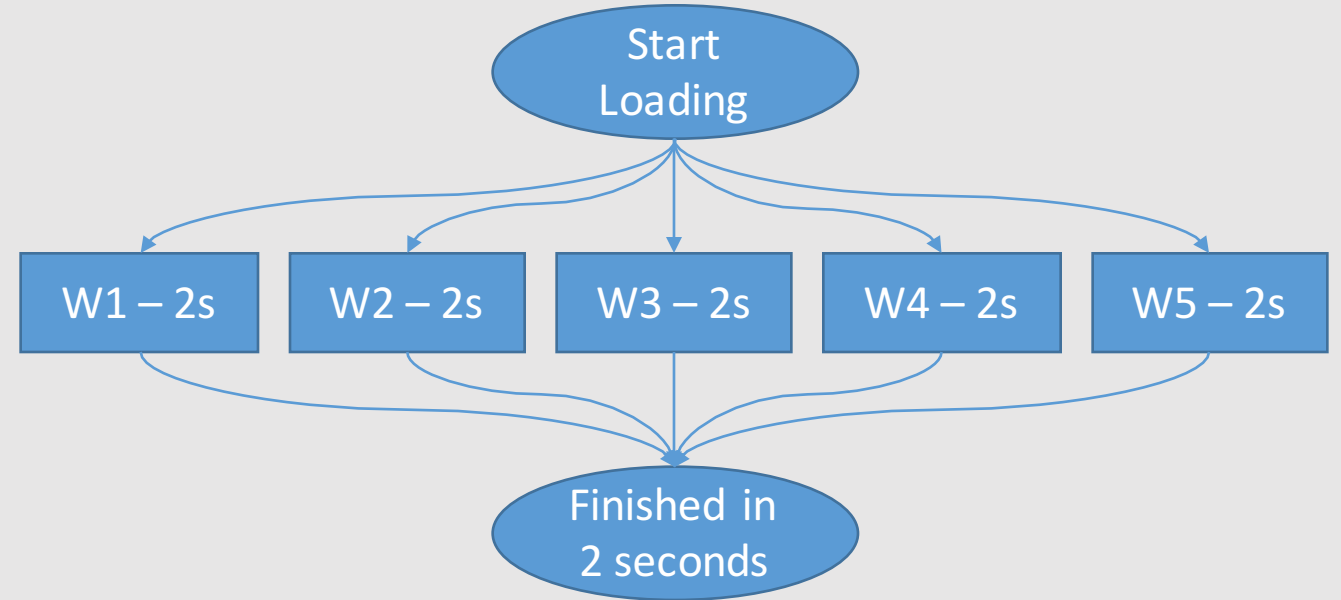 Start
Loading
W1 – 2s
W2 – 2s
W3 – 2s
W4 – 2s
W5 – 2s
Finished in
2 seconds